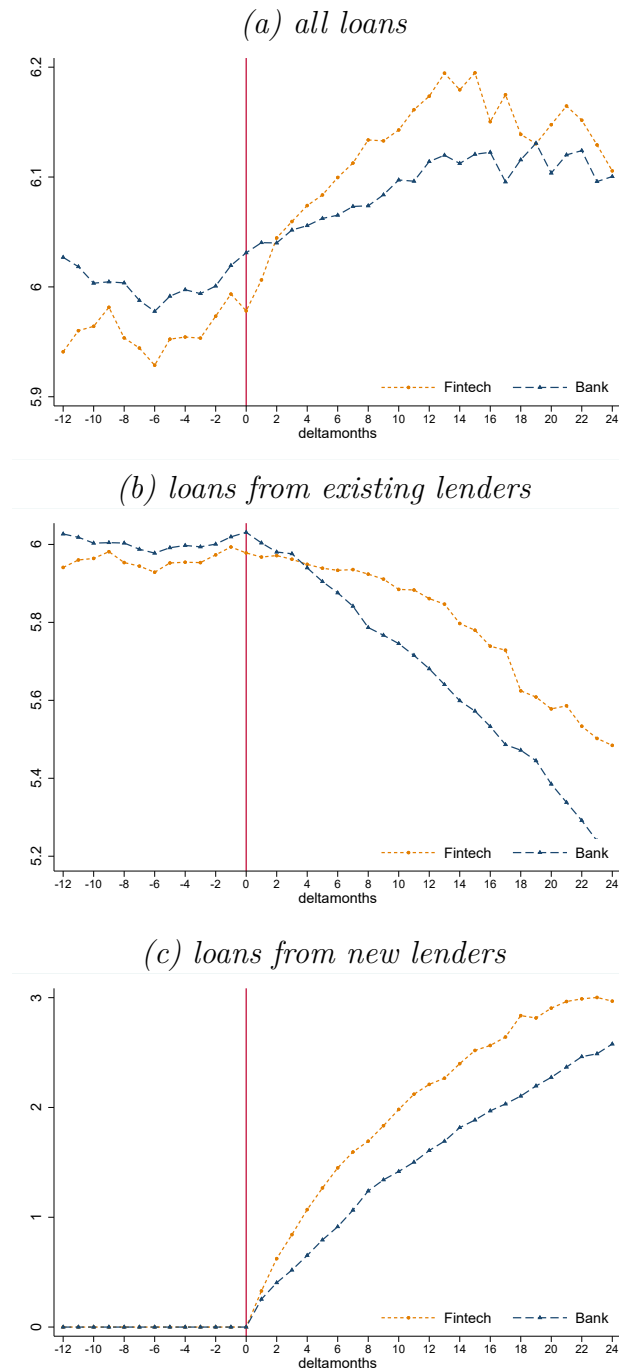 (a) all loans
6.2
6.1
6
5.9
Fintech Bank
-12 -10 -8 -6 -4 -2 0 2 4 6 8 10 12 14 16 18 20 22 24
deltamonths
(b) loans from existing lenders
6
5.8
5.6
5.4
5.2
Fintech Bank
-12 -10 -8 -6 -4 -2 0 2 4 6 8 10 12 14 16 18 20 22 24
deltamonths
(c) loans from new lenders
3
2
1
0
Fintech Bank
-12 -10 -8 -6 -4 -2 0 2 4 6 8 10 12 14 16 18 20 22 24
deltamonths